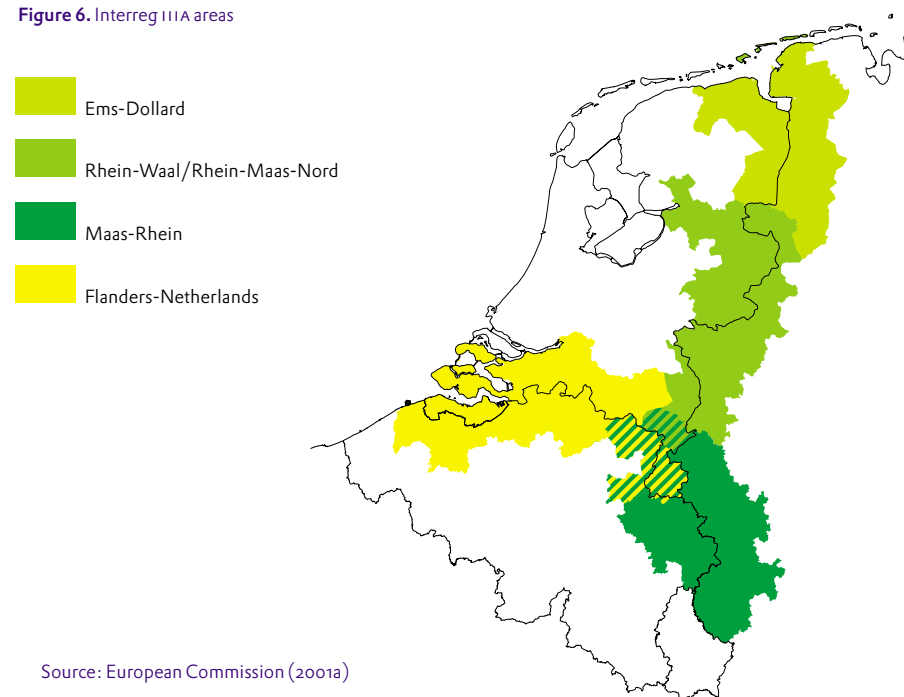 Figure 6. Interreg IIIA areas
Ems-Dollard
Rhein-Waal/Rhein-Maas-Nord
Maas-Rhein
Flanders-Netherlands
Source: European Commission (2001a)